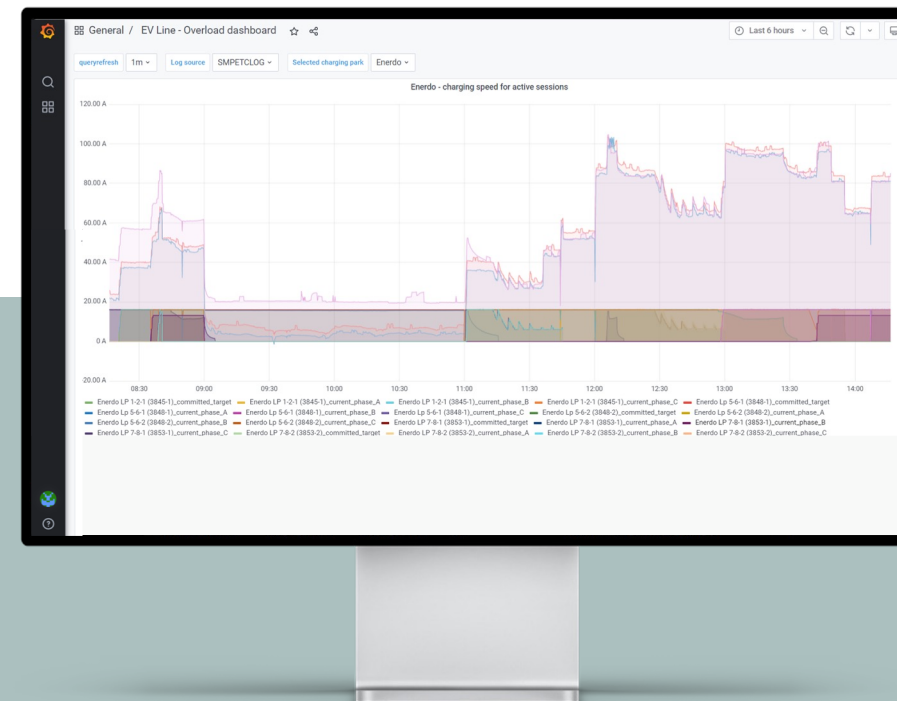 General / EV Line - Overload dashboard
Last 6 hours
queryrefresh 1m Log source SMPETCLOG Selected charging park Enerdo
Enerdo - charging speed for active sessions
120.00 A
100.00 A
80.00 A
60.00 A
40.00 A
20.00 A
0 A
-20.00 A
08:30 09:00 09:30 10:00 10:30 11:00 11:30 12:00 12:30 13:00 13:30 14:00
Enerdo LP 1-2-1 (3845-1)_committed_target Enerdo LP 1-2-1 (3845-1)_current_phase_A Enerdo LP 1-2-1 (3845-1)_current_phase_B Enerdo LP 1-2-1 (3845-1)_current_phase_C Enerdo Lp 5-6-1 (3848-1)_committed_target
Enerdo Lp 5-6-1 (3848-1)_current_phase_A Enerdo Lp 5-6-1 (3848-1)_current_phase_B Enerdo Lp 5-6-1 (3848-1)_current_phase_C Enerdo Lp 5-6-2 (3848-2)_committed_target Enerdo Lp 5-6-2 (3848-2)_current_phase_A
Enerdo Lp 5-6-2 (3848-2)_current_phase_B Enerdo Lp 5-6-2 (3848-2)_current_phase_C Enerdo LP 7-8-1 (3853-1)_committed_target Enerdo LP 7-8-1 (3853-1)_current_phase_A Enerdo LP 7-8-1 (3853-1)_current_phase_B
Enerdo LP 7-8-1 (3853-1)_current_phase_C Enerdo LP 7-8-2 (3853-2)_committed_target Enerdo LP 7-8-2 (3853-2)_current_phase_A Enerdo LP 7-8-2 (3853-2)_current_phase_B Enerdo LP 7-8-2 (3853-2)_current_phase_C